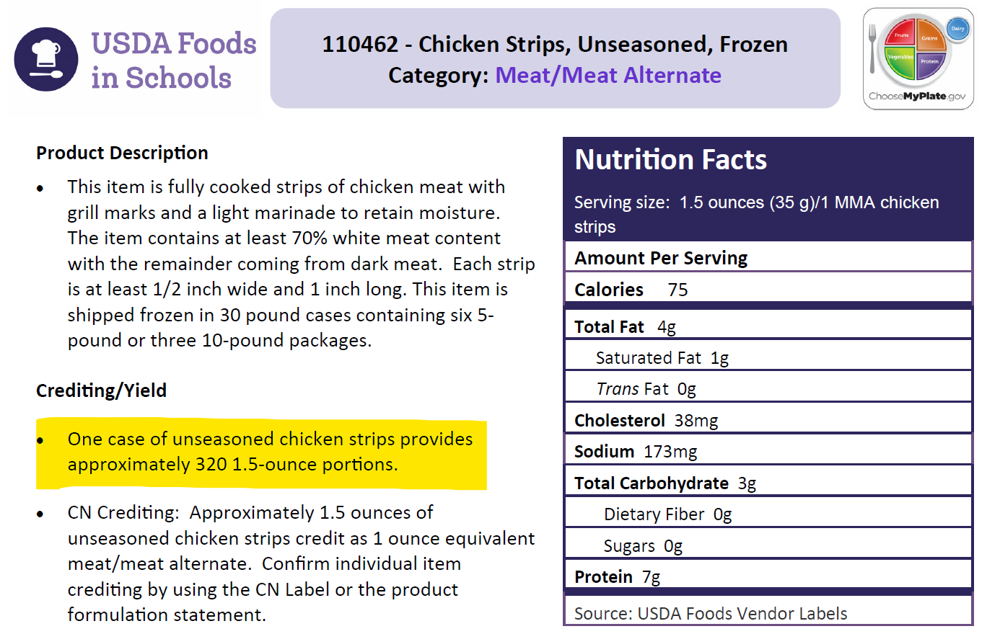 USDA Foods
in Schools
110462 - Chicken Strips, Unseasoned, Frozen
Category: Meat/Meat Alternate
Fruits
Grains
Dairy
Vegetables
Protein
ChooseMyPlate.gov
Product Description
• This item is fully cooked strips of chicken meat with
grill marks and a light marinade to retain moisture.
The item contains at least 70% white meat content
with the remainder coming from dark meat.  Each strip
is at least 1/2 inch wide and 1 inch long. This item is
shipped frozen in 30 pound cases containing six 5-
pound or three 10-pound packages.
Crediting/Yield
• One case of unseasoned chicken strips provides
approximately 320 1.5-ounce portions.
• CN Crediting:  Approximately 1.5 ounces of
unseasoned chicken strips credit as 1 ounce equivalent
meat/meat alternate.  Confirm individual item
crediting by using the CN Label or the product
formulation statement.
Nutrition Facts
Serving size:  1.5 ounces (35 g)/1 MMA chicken
strips
Amount Per Serving
Calories 75
Total Fat 4g
Saturated Fat 1g
Trans Fat 0g
Cholesterol 38mg
Sodium 173mg
Total Carbohydrate 3g
Dietary Fiber 0g
Sugars 0g
Protein 7g
Source: USDA Foods Vendor Labels